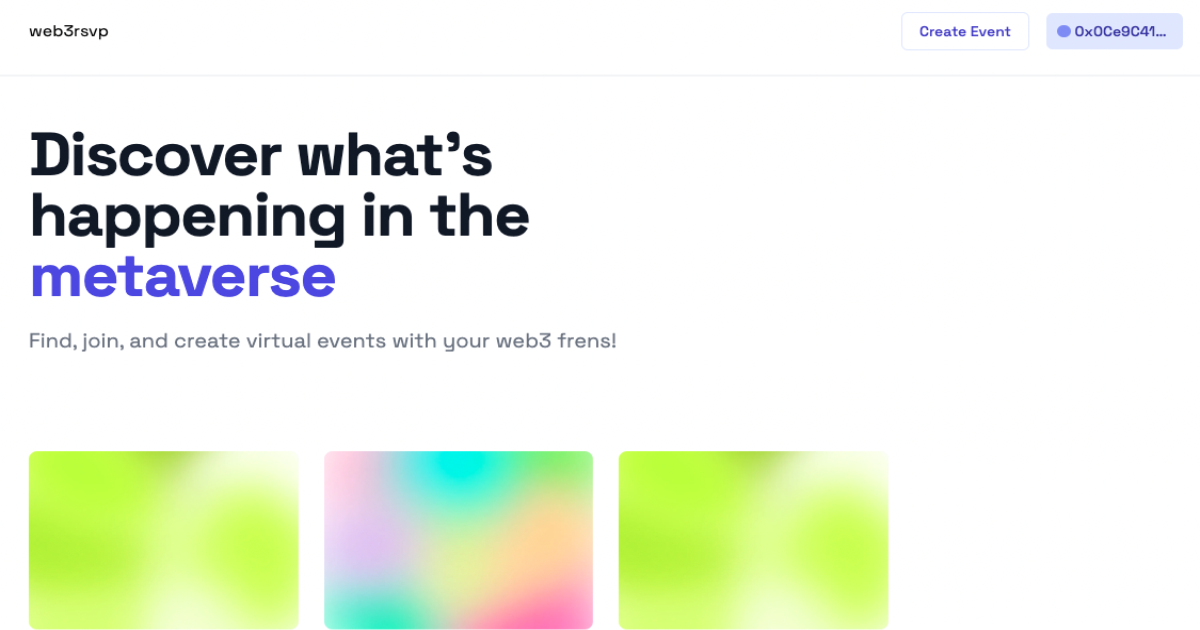 web3rsvp
Create Event
0x0Ce9C41...
Discover what's
happening in the
metaverse
Find, join, and create virtual events with your web3 frens!